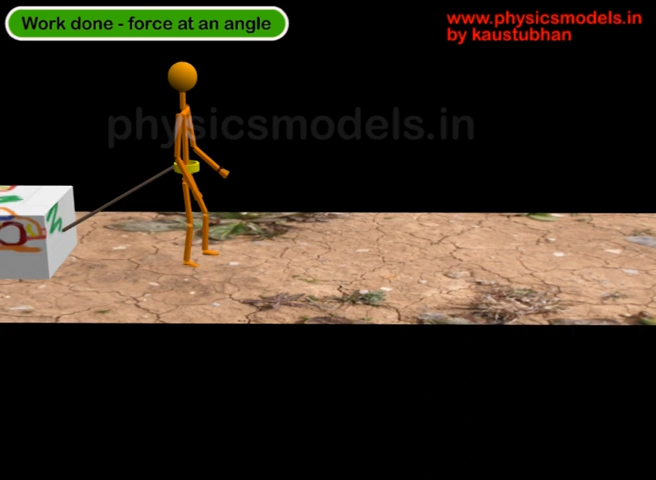 Work done - force at an angle
www.physicsmodels.in
by kaustubhan
physicsmodels.in